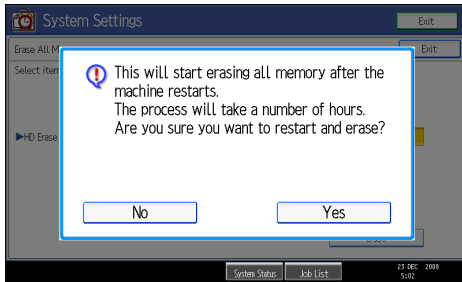 System Settings
Exit
Erase All M
Exit
Select item
This will start erasing all memory after the
machine restarts.
The process will take a number of hours.
Are you sure you want to restart and erase?
▶HD Erase
No
Yes
System Status
Job List
23 DEC 2008
5:02